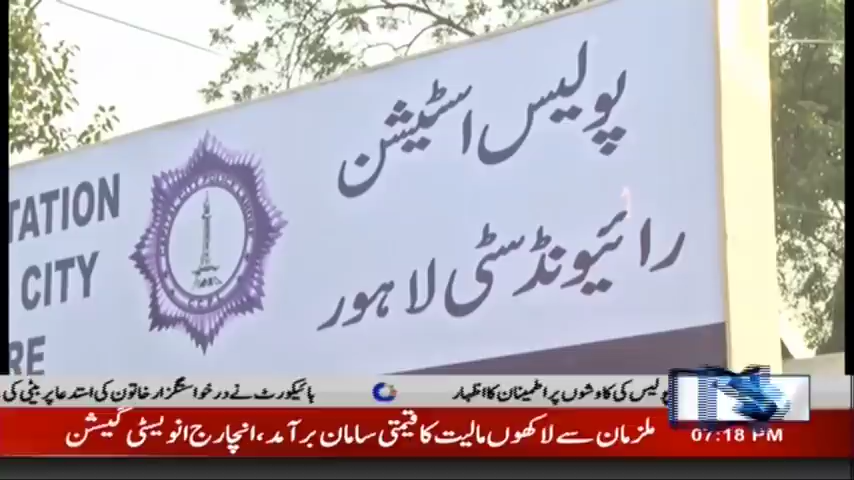 پولیس اسٹیشن
رائیونڈ سٹی لاہور
TATION
CITY
RE
پولیس کی کاوشوں پر اطمینان کا اظہار
ہائیکورٹ نے درخواستگزار خاتون کی استدعا پر بیٹی کی
ملزمان سے لاکھوں مالیت کا قیمتی سامان برآمد، انچارج انویسٹی گیشن
07:18 PM